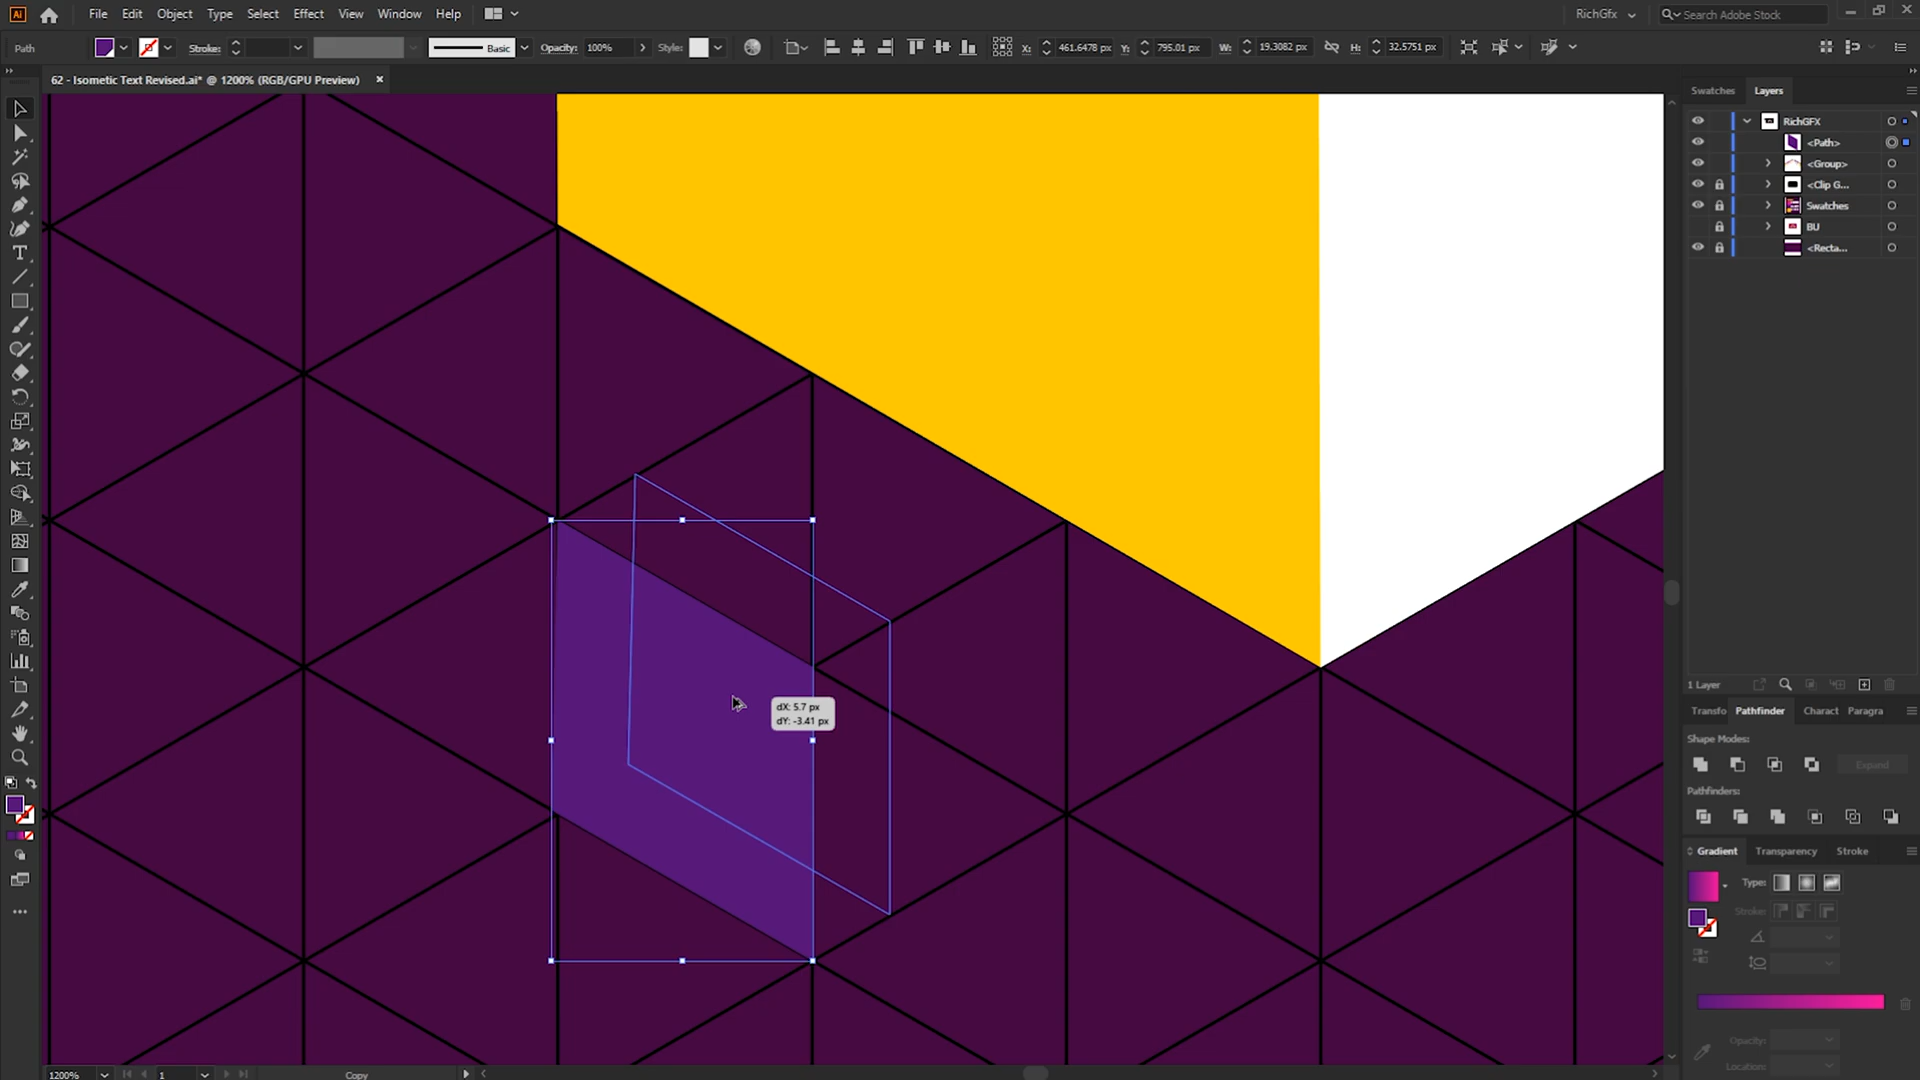 Ai File Edit Object Type Select Effect View Window Help RichGfx Search Adobe Stock
Path Stroke: Basic Opacity: 100% Style: X: 461.6478 px Y: 795.01 px W: 19.3082 px H: 32.5751 px
62 - Isometic Text Revised.ai* @ 1200% (RGB/GPU Preview) ×
Swatches Layers
RichGFX
<Path>
<Group>
<Clip G...
Swatches
BU
<Recta...
dX: 5.7 px
dY: -3.41 px
1 Layer
Transfo Pathfinder Charact Paragra
Shape Modes:
Expand
Pathfinders:
Gradient Transparency Stroke
Type:
Stroke:
Opacity:
Location:
1200% 1 Copy